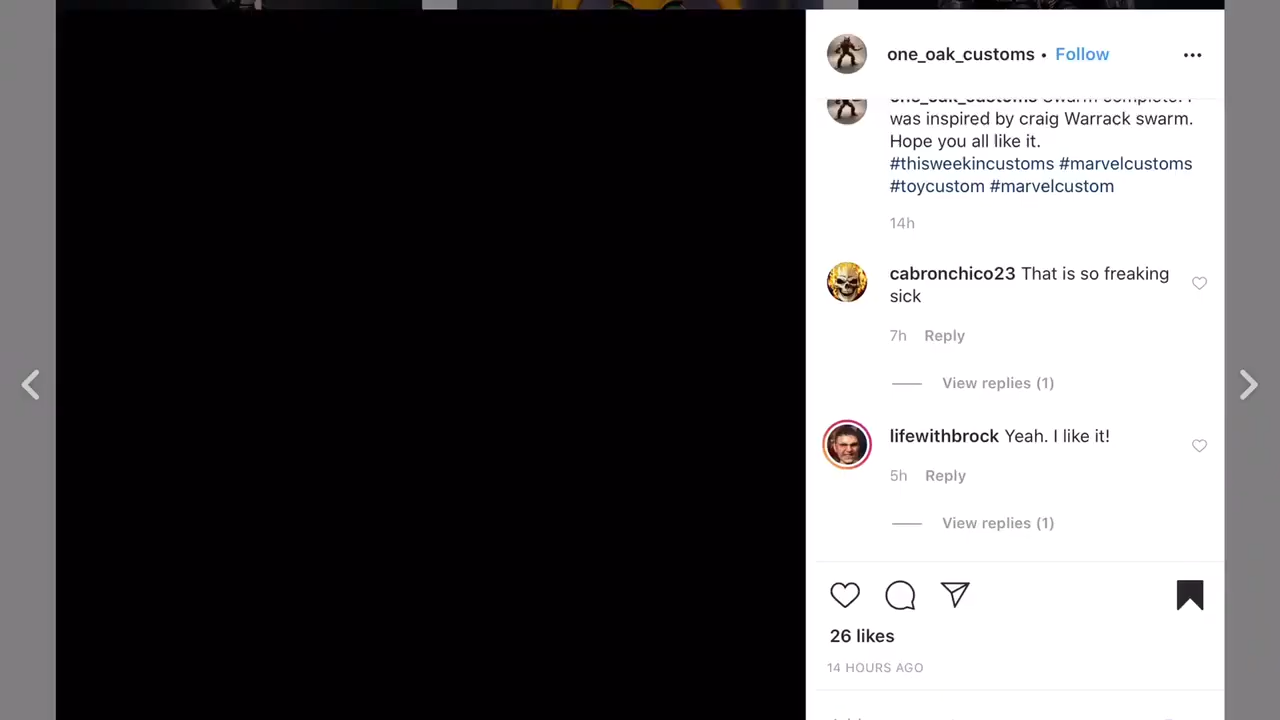 one_oak_customs • Follow
one_oak_customs Swarm complete. I
was inspired by craig Warrack swarm.
Hope you all like it.
#thisweekincustoms #marvelcustoms
#toycustom #marvelcustom
14h
cabronchico23 That is so freaking
sick
7h Reply
View replies (1)
lifewithbrock Yeah. I like it!
5h Reply
View replies (1)
26 likes
14 HOURS AGO